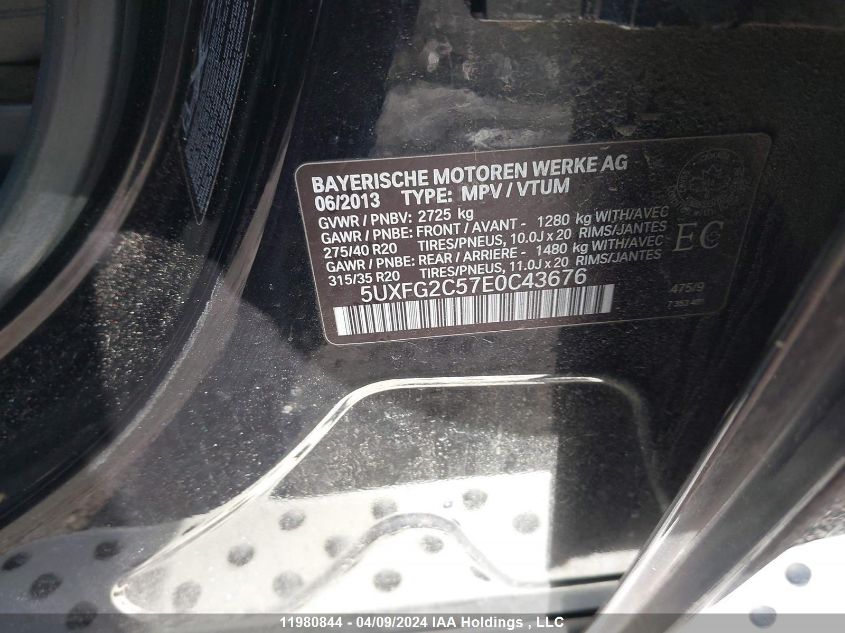 BAYERISCHE MOTOREN WERKE AG
06/2013 TYPE: MPV / VTUM
GVWR / PNBV: 2725 kg
GAWR / PNBE: FRONT / AVANT - 1280 kg WITH/AVEC
275/40 R20 TIRES/PNEUS, 10.0J x 20 RIMS/JANTES
GAWR / PNBE: REAR / ARRIERE - 1480 kg WITH/AVEC
315/35 R20 TIRES/PNEUS, 11.0J x 20 RIMS/JANTES
EC
5UXFG2C57E0C43676
475/9
11980844 - 04/09/2024 IAA Holdings , LLC